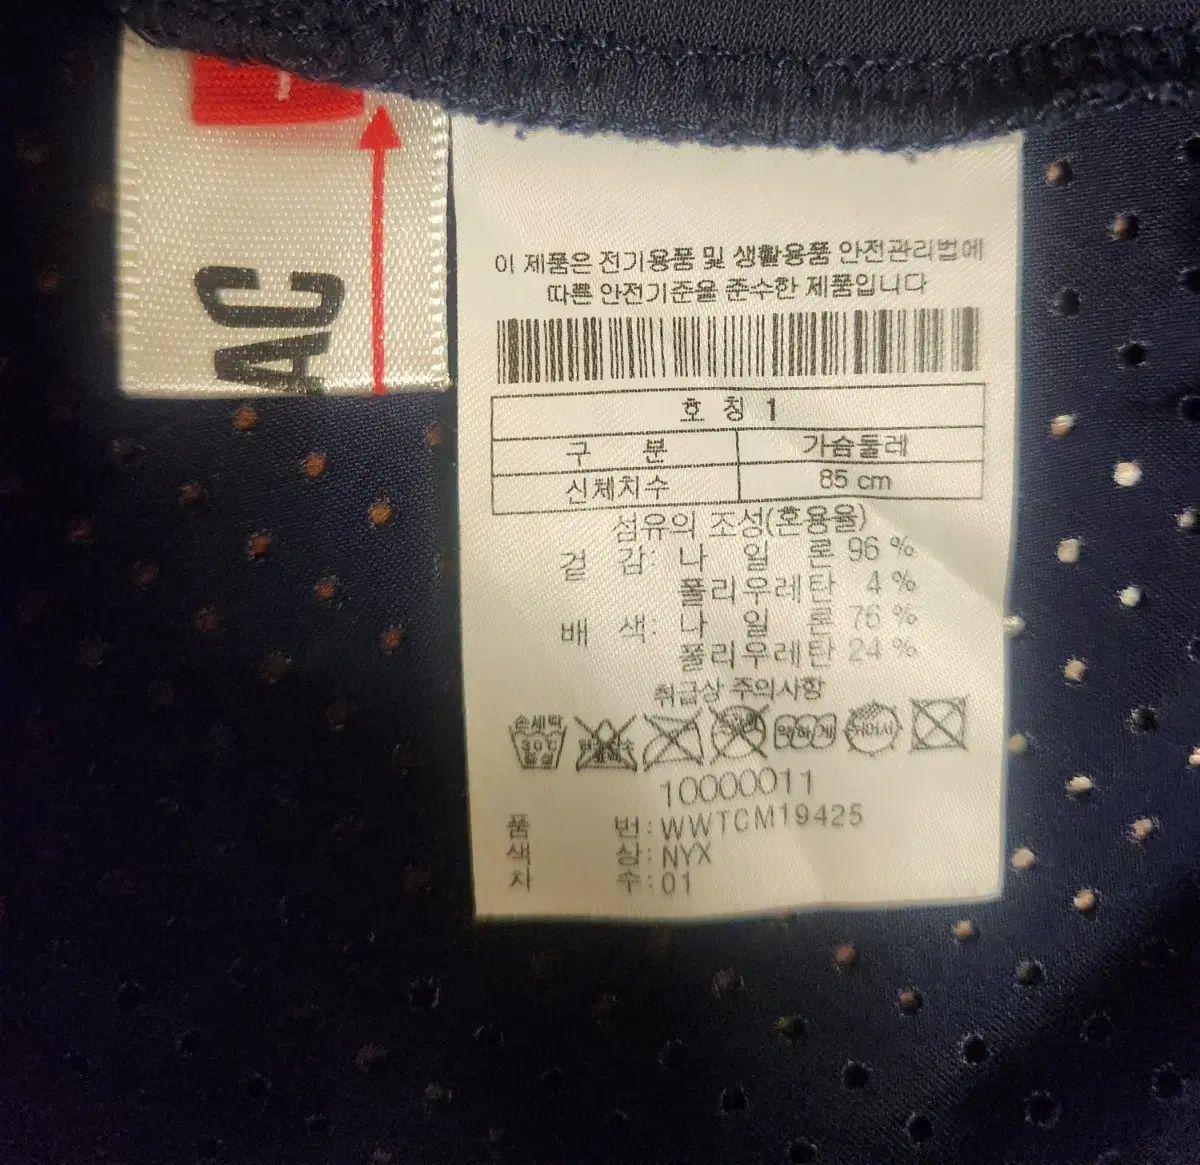 AC
1
이 제품은 전기용품 및 생활용품 안전관리법에
따른 안전기준을 준수한 제품입니다
호 칭 1
구 분 가슴둘레
신체치수 85 cm
섬유의 조성(혼용율)
겉 감: 나 일 론 96 %
폴리우레탄 4 %
배 색: 나 일 론 76 %
폴리우레탄 24 %
취급상 주의사항
손세탁
30℃
약하게
10000011
품 번: WWTCM19425
색 상: NYX
차 수: 01